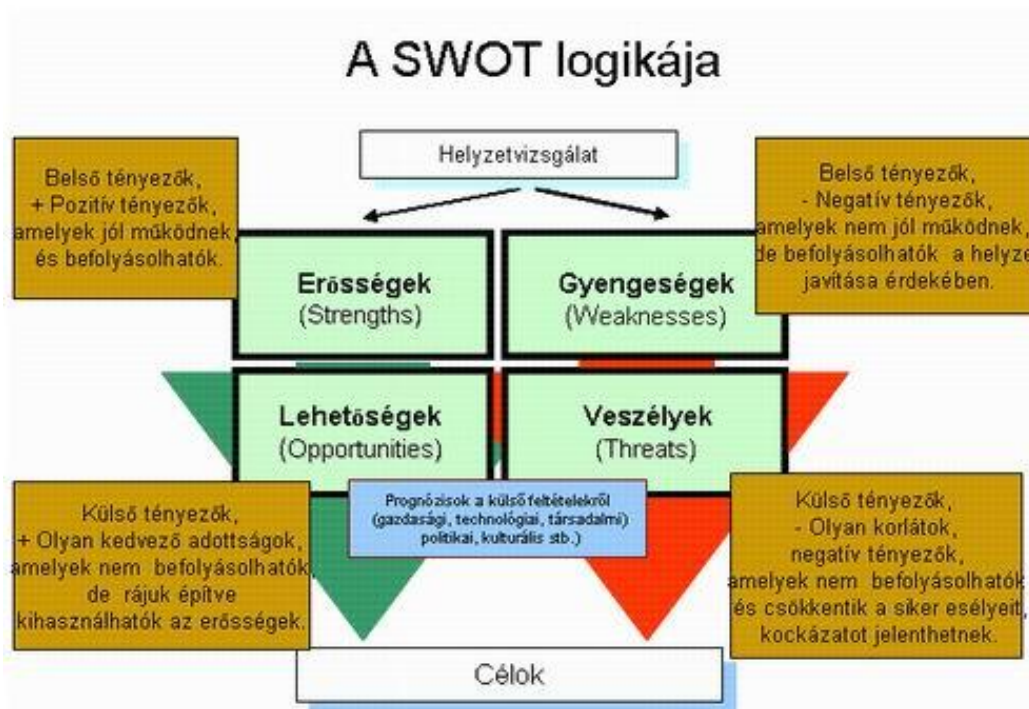 A SWOT logikája
Helyzetvizsgálat
Belső tényezők,
+ Pozitív tényezők,
amelyek jól működnek,
és befolyásolhatók.
Belső tényezők,
- Negatív tényezők,
amelyek nem jól működnek,
de befolyásolhatók a helyze
javítása érdekében.
Erősségek
(Strengths)
Gyengeségek
(Weaknesses)
Lehetőségek
(Opportunities)
Veszélyek
(Threats)
Prognózisok a külső feltételekről
(gazdasági, technológiai, társadalmi)
politikai, kulturális stb.)
Külső tényezők,
+ Olyan kedvező adottságok,
amelyek nem befolyásolhatók
de rájuk építve
kihasználhatók az erősségek.
Külső tényezők,
- Olyan korlátok,
negatív tényezők,
amelyek nem befolyásolhatók
és csökkentik a siker esélyeit,
kockázatot jelenthetnek.
Célok